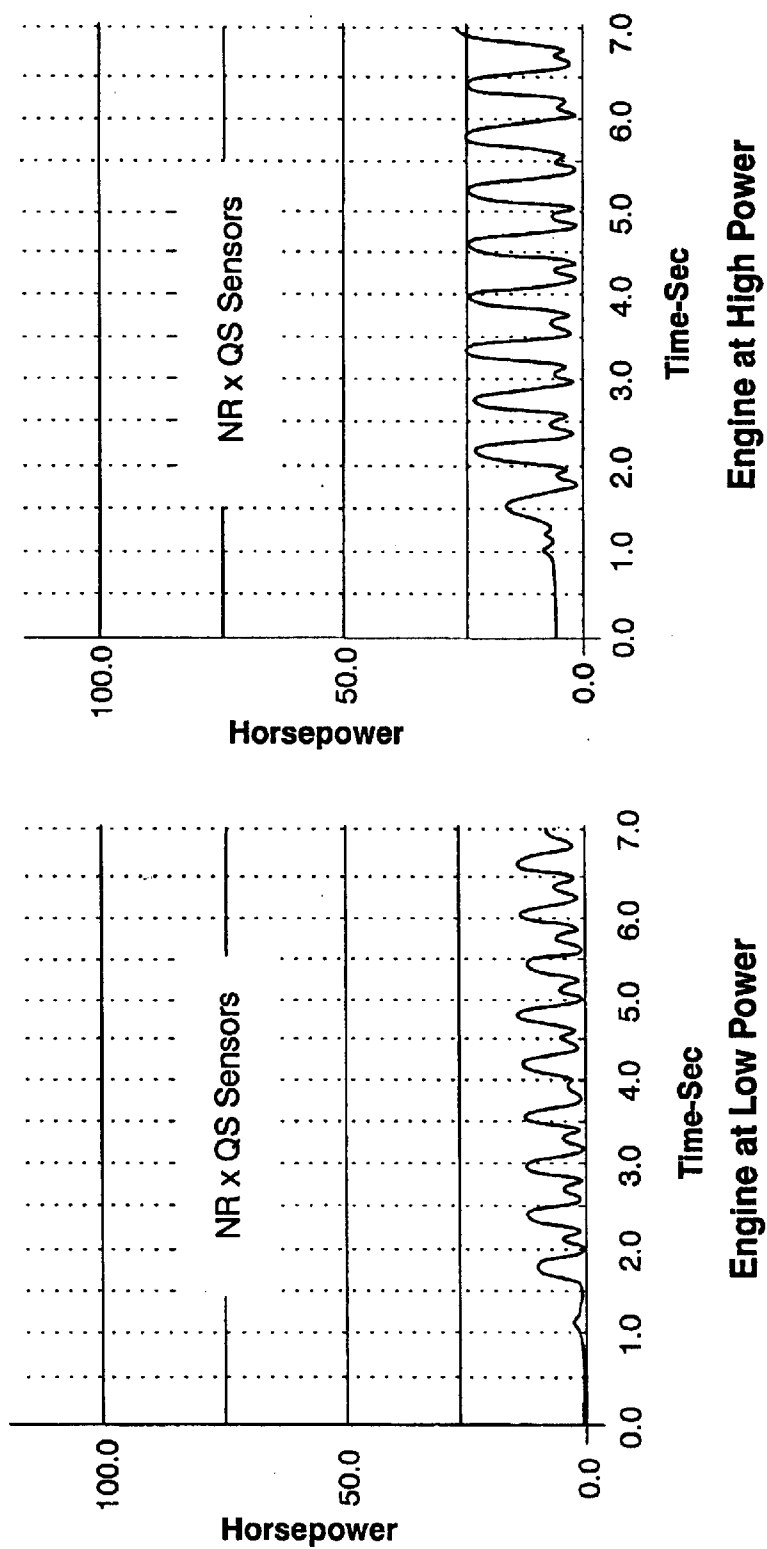 Horsepower
100.0
50.0
0.0
NR x QS Sensors
0.0 1.0 2.0 3.0 4.0 5.0 6.0 7.0
Time-Sec
Engine at Low Power
Horsepower
100.0
50.0
0.0
NR x QS Sensors
0.0 1.0 2.0 3.0 4.0 5.0 6.0 7.0
Time-Sec
Engine at High Power